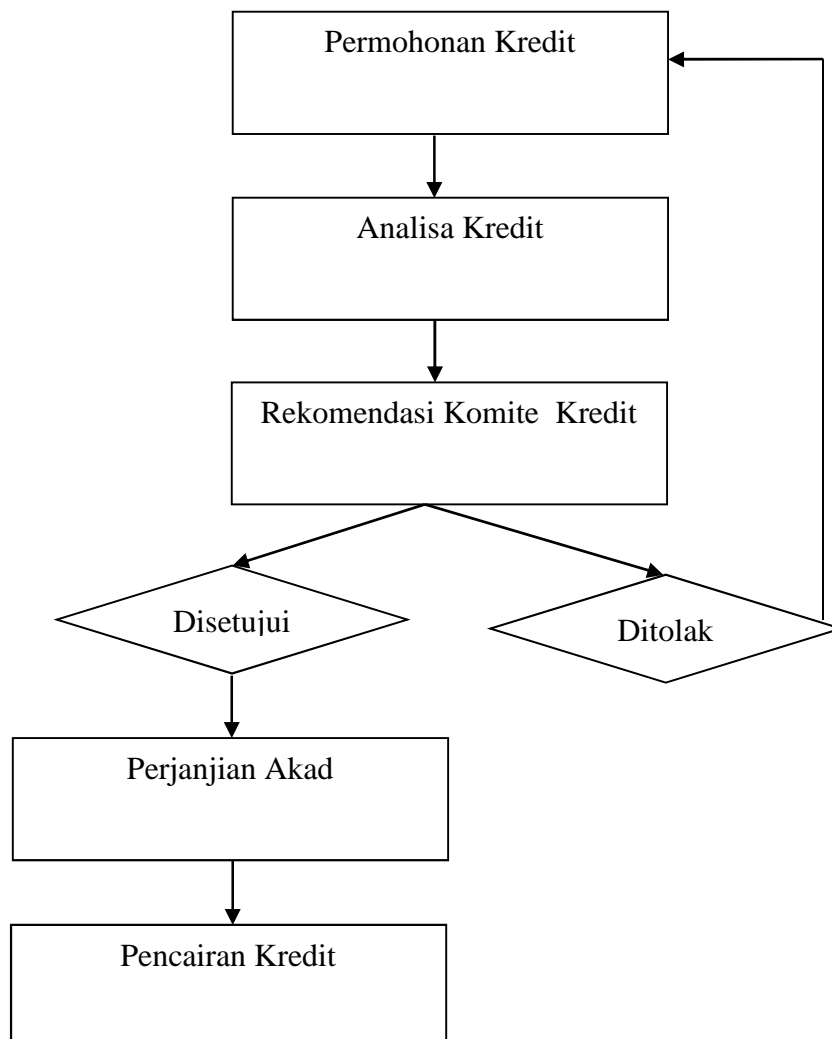 Permohonan Kredit
Analisa Kredit
Rekomendasi Komite  Kredit
Disetujui
Ditolak
Perjanjian Akad
Pencairan Kredit